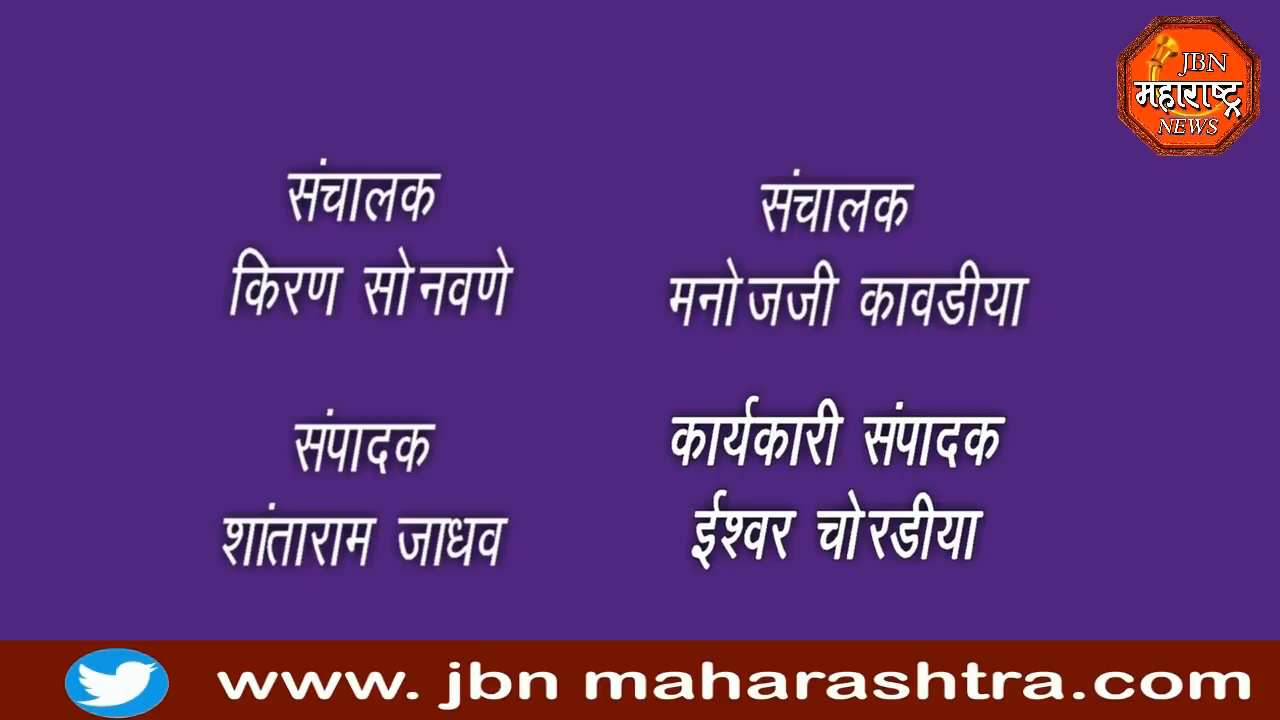 JBN
महाराष्ट्र
NEWS
संचालक
किरण सोनवणे
संचालक
मनोजजी कावडीया
संपादक
शांताराम जाधव
कार्यकारी संपादक
ईश्वर चोरडीया
www. jbn maharashtra.com